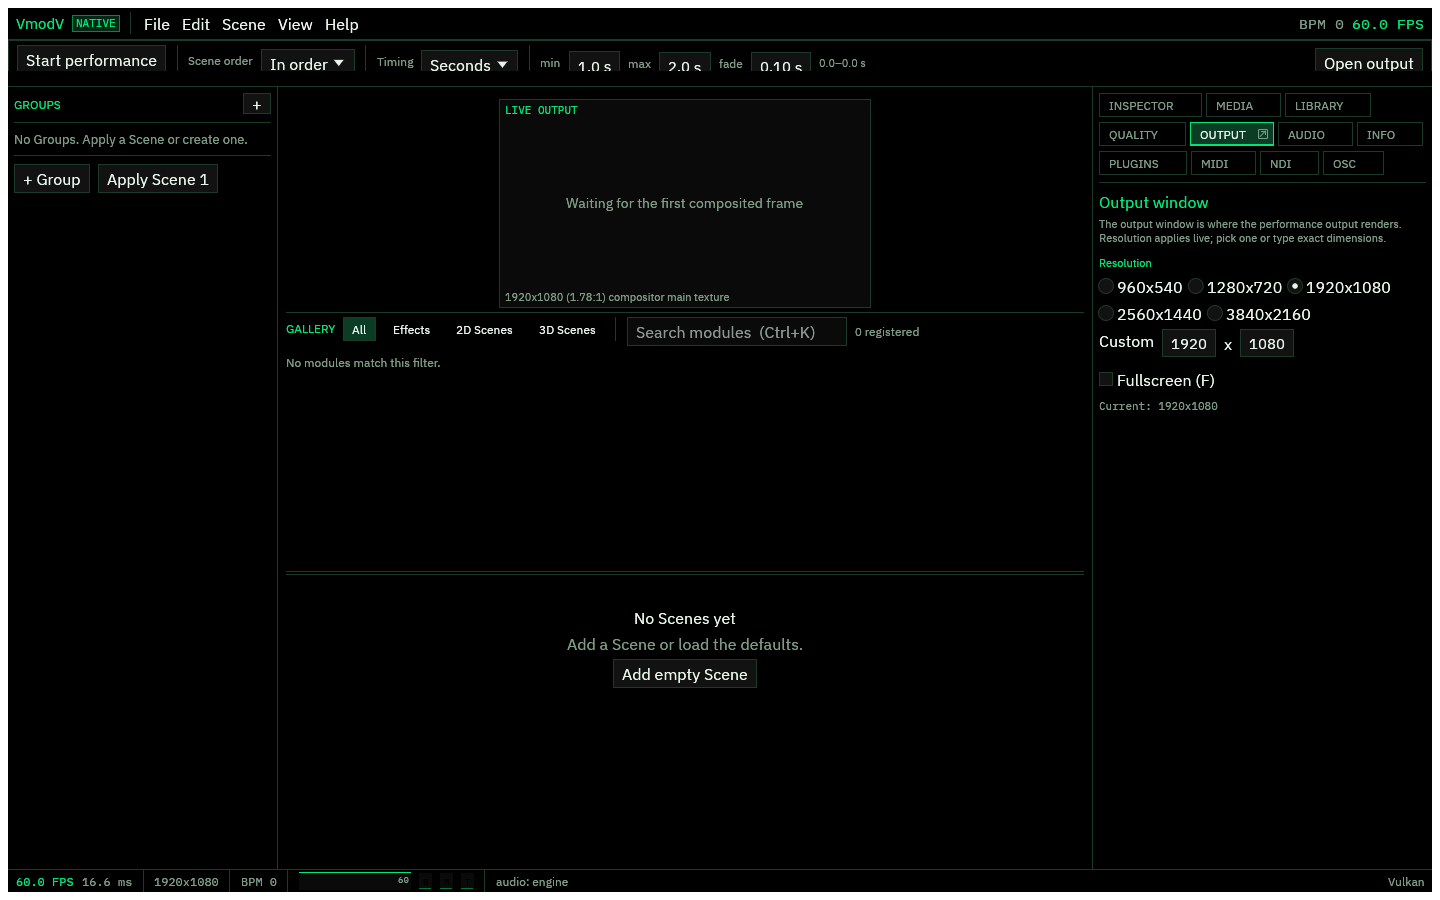 VmodV NATIVE File Edit Scene View Help BPM 0 60.0 FPS
Start performance Scene order In order Timing Seconds min 1.0 s max 2.0 s fade 0.10 s 0.0–0.0 s Open output
GROUPS +
No Groups. Apply a Scene or create one.
+ Group Apply Scene 1
LIVE OUTPUT
Waiting for the first composited frame
1920x1080 (1.78:1) compositor main texture
GALLERY All Effects 2D Scenes 3D Scenes Search modules (Ctrl+K) 0 registered
No modules match this filter.
No Scenes yet
Add a Scene or load the defaults.
Add empty Scene
INSPECTOR MEDIA LIBRARY
QUALITY OUTPUT AUDIO INFO
PLUGINS MIDI NDI OSC
Output window
The output window is where the performance output renders.
Resolution applies live; pick one or type exact dimensions.
Resolution
960x540 1280x720 1920x1080
2560x1440 3840x2160
Custom 1920 x 1080
Fullscreen (F)
Current: 1920x1080
60.0 FPS 16.6 ms 1920x1080 BPM 0 60 audio: engine Vulkan